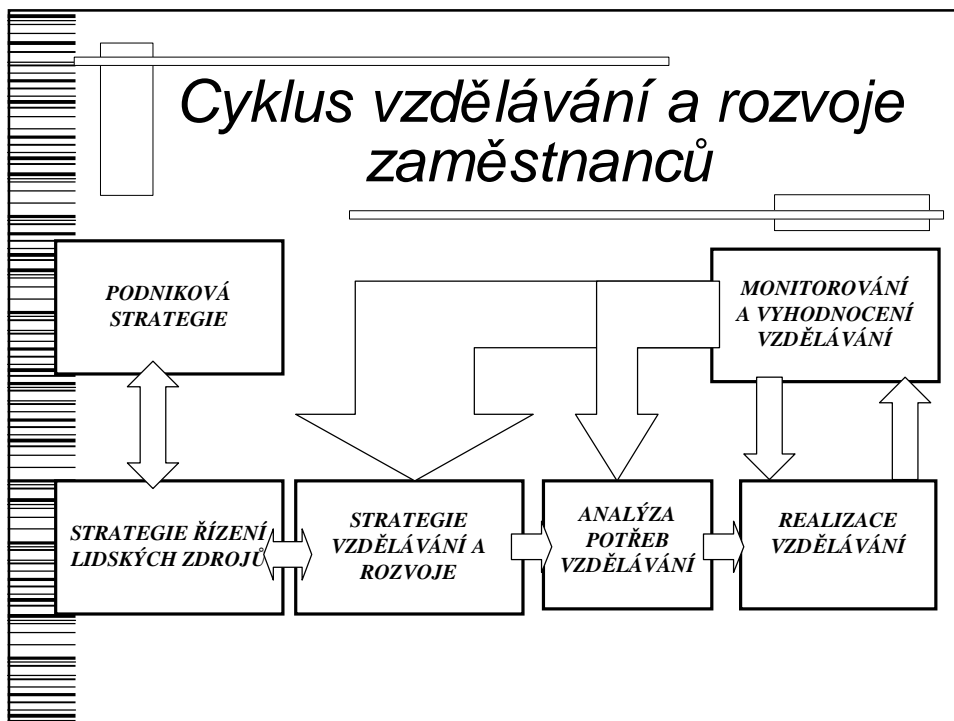 Cyklus vzdělávání a rozvoje
zaměstnanců
PODNIKOVÁ
STRATEGIE
MONITOROVÁNÍ
A VYHODNOCENÍ
VZDĚLÁVÁNÍ
STRATEGIE ŘÍZENÍ
LIDSKÝCH ZDROJŮ
STRATEGIE
VZDĚLÁVÁNÍ A
ROZVOJE
ANALÝZA
POTŘEB
VZDĚLÁVÁNÍ
REALIZACE
VZDĚLÁVÁNÍ